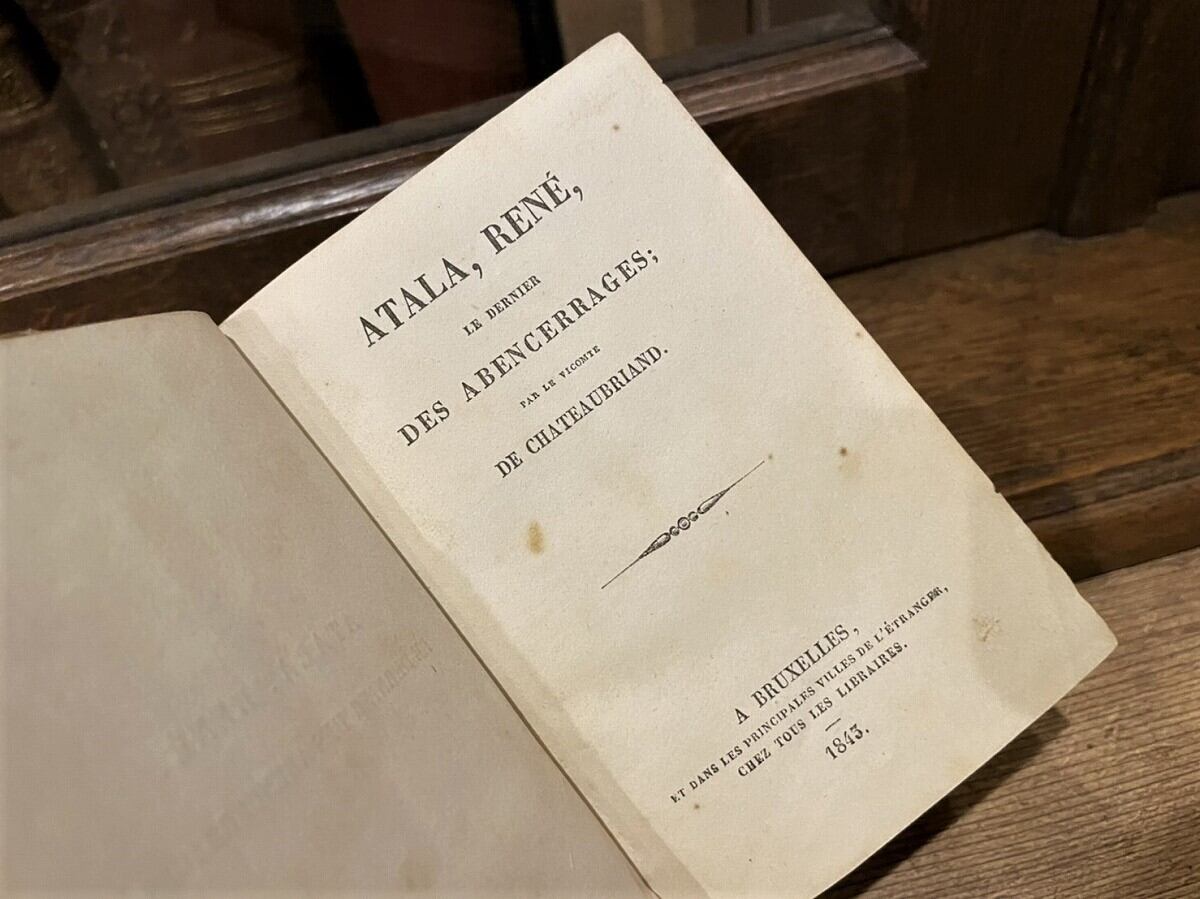 ATALA, RENÉ,
LE DERNIER
DES ABENCERRAGES;
PAR LE VICOMTE
DE CHATEAUBRIAND.
A BRUXELLES,
ET DANS LES PRINCIPALES VILLES DE L'ÉTRANGER,
CHEZ TOUS LES LIBRAIRES.
1843.